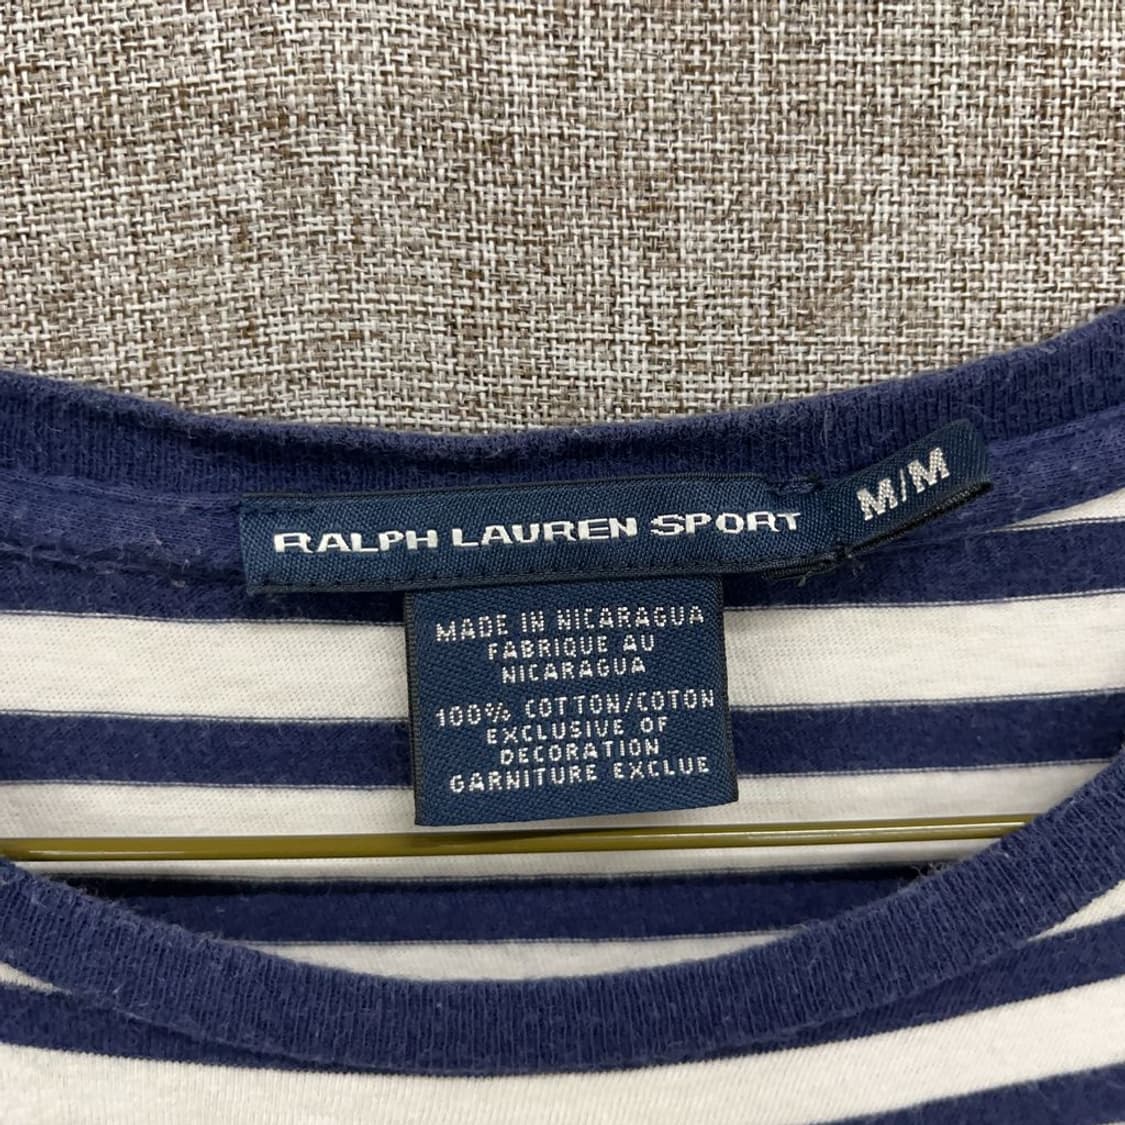 RALPH LAUREN SPORT
M/M
MADE IN NICARAGUA
FABRIQUE AU
NICARAGUA
100% COTTON/COTON
EXCLUSIVE OF
DECORATION
GARNITURE EXCLUE